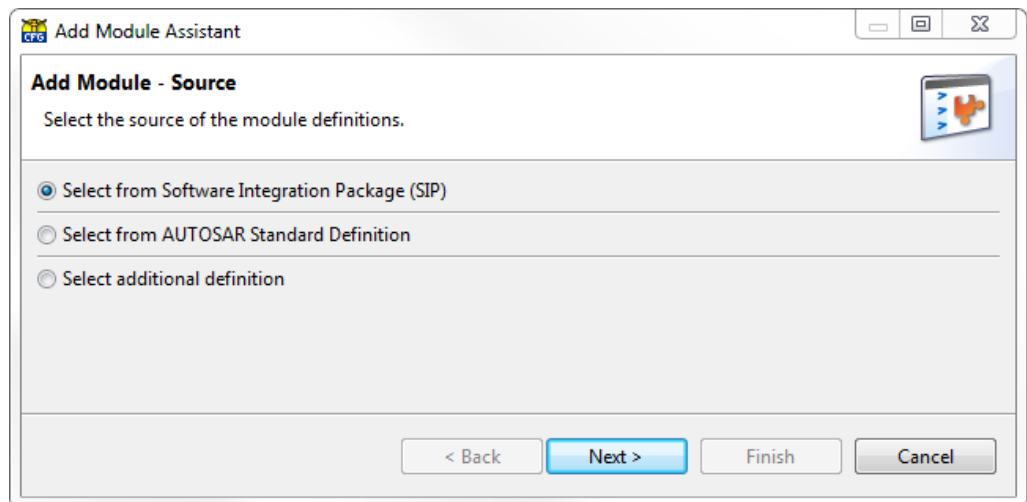 CFG Add Module Assistant
Add Module - Source
Select the source of the module definitions.
Select from Software Integration Package (SIP)
Select from AUTOSAR Standard Definition
Select additional definition
< Back Next > Finish Cancel